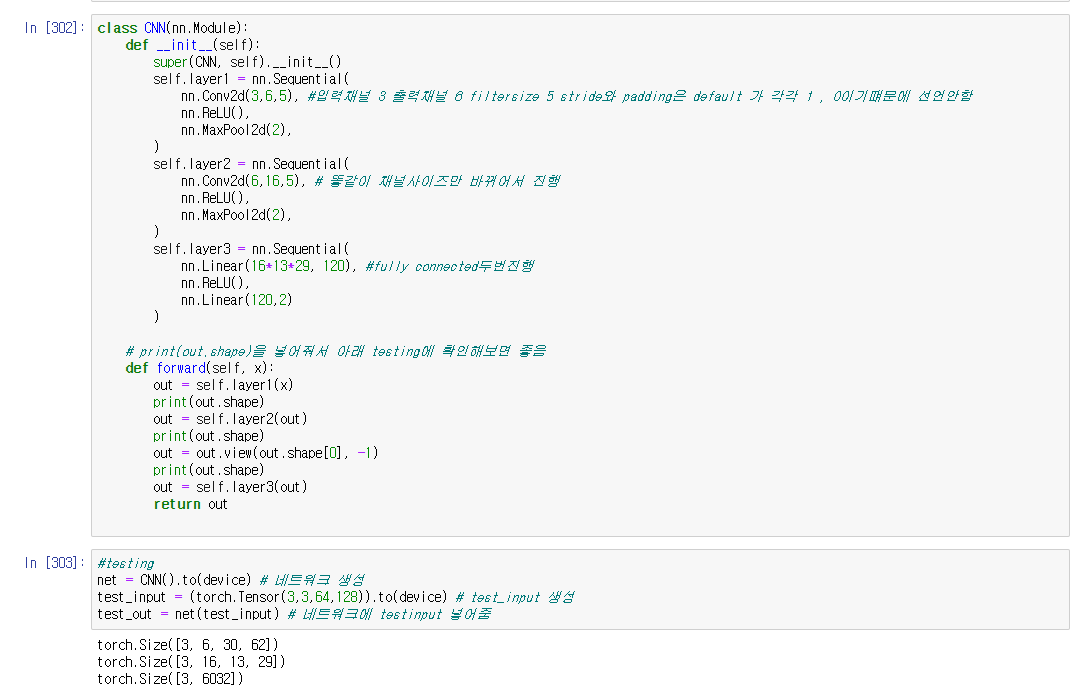 In [302]: class CNN(nn.Module):
    def __init__(self):
        super(CNN, self).__init__()
        self.layer1 = nn.Sequential(
            nn.Conv2d(3,6,5), #입력채널 3 출력채널 6 filtersize 5 stride와 padding은 default 가 각각 1 , 0이기떄문에 선언안함
            nn.ReLU(),
            nn.MaxPool2d(2),
        )
        self.layer2 = nn.Sequential(
            nn.Conv2d(6,16,5), # 똫같이 채널사이즈만 바뀌어서 진행
            nn.ReLU(),
            nn.MaxPool2d(2),
        )
        self.layer3 = nn.Sequential(
            nn.Linear(16*13*29, 120), #fully connected두번진행
            nn.ReLU(),
            nn.Linear(120,2)
        )
    # print(out.shape)을 넣어줘서 아래 testing에 확인해보면 좋음
    def forward(self, x):
        out = self.layer1(x)
        print(out.shape)
        out = self.layer2(out)
        print(out.shape)
        out = out.view(out.shape[0], -1)
        print(out.shape)
        out = self.layer3(out)
        return out
In [303]: #testing
net = CNN().to(device) # 네트워크 생성
test_input = (torch.Tensor(3,3,64,128)).to(device) # test_input 생성
test_out = net(test_input) # 네트워크에 testinput 넣어줌
torch.Size([3, 6, 30, 62])
torch.Size([3, 16, 13, 29])
torch.Size([3, 6032])